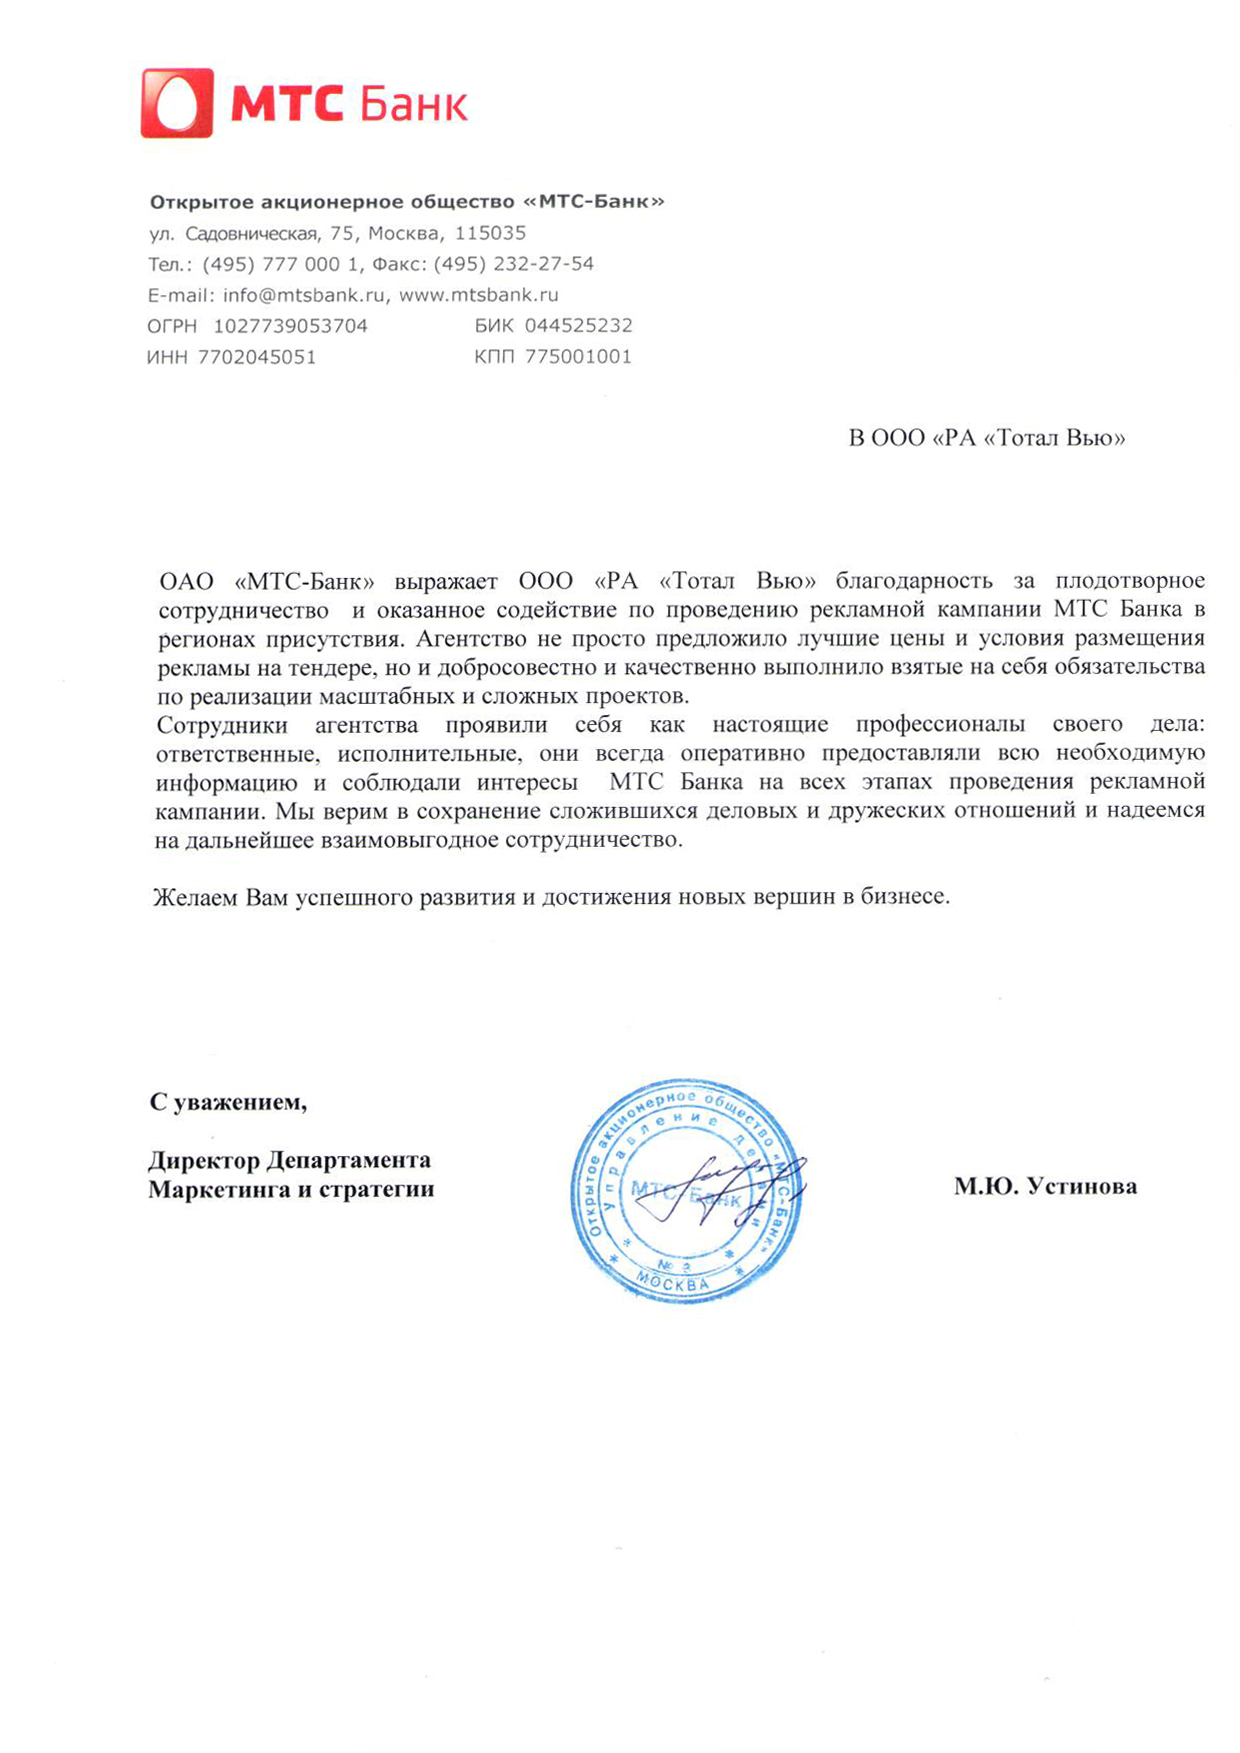 МТС Банк
Открытое акционерное общество «МТС-Банк»
ул. Садовническая, 75, Москва, 115035
Тел.: (495) 777 000 1, Факс: (495) 232-27-54
E-mail: info@mtsbank.ru, www.mtsbank.ru
ОГРН 1027739053704 БИК 044525232
ИНН 7702045051 КПП 775001001
В ООО «РА «Тотал Вью»
ОАО «МТС-Банк» выражает ООО «РА «Тотал Вью» благодарность за плодотворное
сотрудничество и оказанное содействие по проведению рекламной кампании МТС Банка в
регионах присутствия. Агентство не просто предложило лучшие цены и условия размещения
рекламы на тендере, но и добросовестно и качественно выполнило взятые на себя обязательства
по реализации масштабных и сложных проектов.
Сотрудники агентства проявили себя как настоящие профессионалы своего дела:
ответственные, исполнительные, они всегда оперативно предоставляли всю необходимую
информацию и соблюдали интересы МТС Банка на всех этапах проведения рекламной
кампании. Мы верим в сохранение сложившихся деловых и дружеских отношений и надеемся
на дальнейшее взаимовыгодное сотрудничество.
Желаем Вам успешного развития и достижения новых вершин в бизнесе.
С уважением,
Директор Департамента
Маркетинга и стратегии
М.Ю. Устинова
Открытое акционерное общество «МТС-Банк»
Управление делами
МТС-Банк
№ 3
МОСКВА